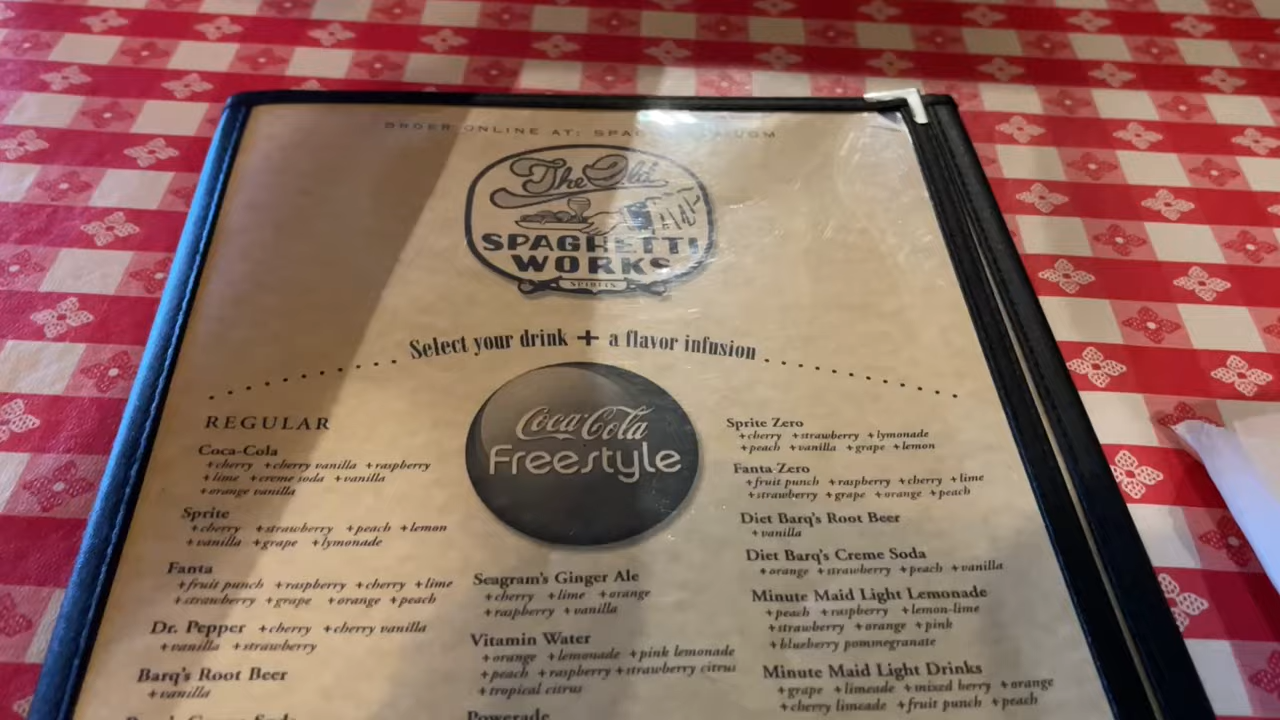 ORDER ONLINE AT:
The Old
SPAGHETTI
WORKS
SPIRITS
Select your drink + a flavor infusion
Coca-Cola
Freestyle
REGULAR
Coca-Cola
+cherry +cherry vanilla +raspberry
+lime +creme soda +vanilla
+orange vanilla
Sprite
+cherry +strawberry +peach +lemon
+vanilla +grape +lymonade
Fanta
+fruit punch +raspberry +cherry +lime
+strawberry +grape +orange +peach
Dr. Pepper +cherry +cherry vanilla
+vanilla +strawberry
Barq's Root Beer
+vanilla
Seagram's Ginger Ale
+cherry +lime +orange
+raspberry +vanilla
Vitamin Water
+orange +lemonade +pink lemonade
+peach +raspberry +strawberry citrus
+tropical citrus
Powerade
Sprite Zero
+cherry +strawberry +lymonade
+peach +vanilla +grape +lemon
Fanta Zero
+fruit punch +raspberry +cherry +lime
+strawberry +grape +orange +peach
Diet Barq's Root Beer
+vanilla
Diet Barq's Creme Soda
+orange +strawberry +peach +vanilla
Minute Maid Light Lemonade
+peach +raspberry +lemon-lime
+strawberry +orange +pink
+blueberry pommegranate
Minute Maid Light Drinks
+grape +limeade +mixed berry +orange
+cherry limeade +fruit punch +peach